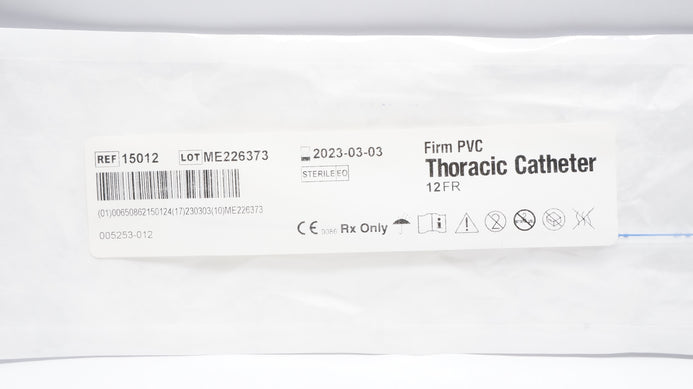 REF 15012 LOT ME226373
2023-03-03
STERILE EO
Firm PVC
Thoracic Catheter
12FR
(01)00650862150124(17)230303(10)ME226373
005253-012
CE 0086 Rx Only